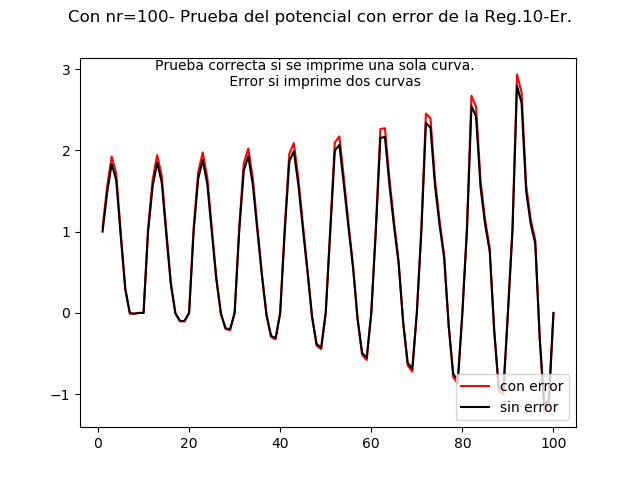 Con nr=100- Prueba del potencial con error de la Reg.10-Er.
Prueba correcta si se imprime una sola curva.
Error si imprime dos curvas
3
2
1
0
−1
con error
sin error
0 20 40 60 80 100